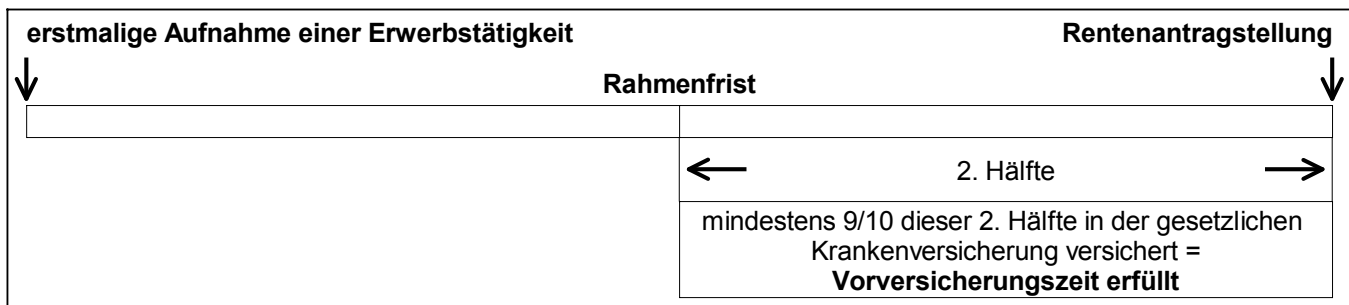 erstmalige Aufnahme einer Erwerbstätigkeit
Rentenantragstellung
Rahmenfrist
2. Hälfte
mindestens 9/10 dieser 2. Hälfte in der gesetzlichen
Krankenversicherung versichert =
Vorversicherungszeit erfüllt